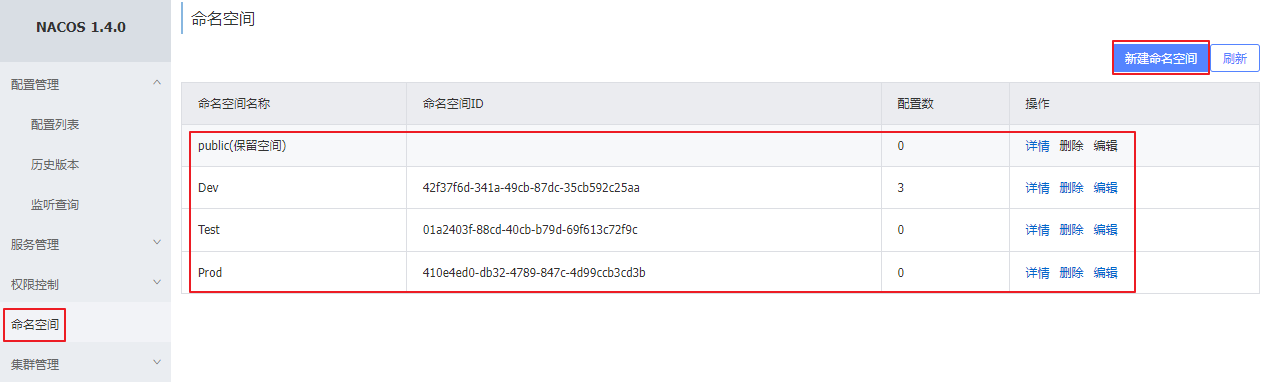 NACOS 1.4.0
配置管理
配置列表
历史版本
监听查询
服务管理
权限控制
命名空间
集群管理
命名空间
新建命名空间 刷新
命名空间名称 命名空间ID 配置数 操作
public(保留空间) 0 详情 删除 编辑
Dev 42f37f6d-341a-49cb-87dc-35cb592c25aa 3 详情 删除 编辑
Test 01a2403f-88cd-40cb-b79d-69f613c72f9c 0 详情 删除 编辑
Prod 410e4ed0-db32-4789-847c-4d99ccb3cd3b 0 详情 删除 编辑